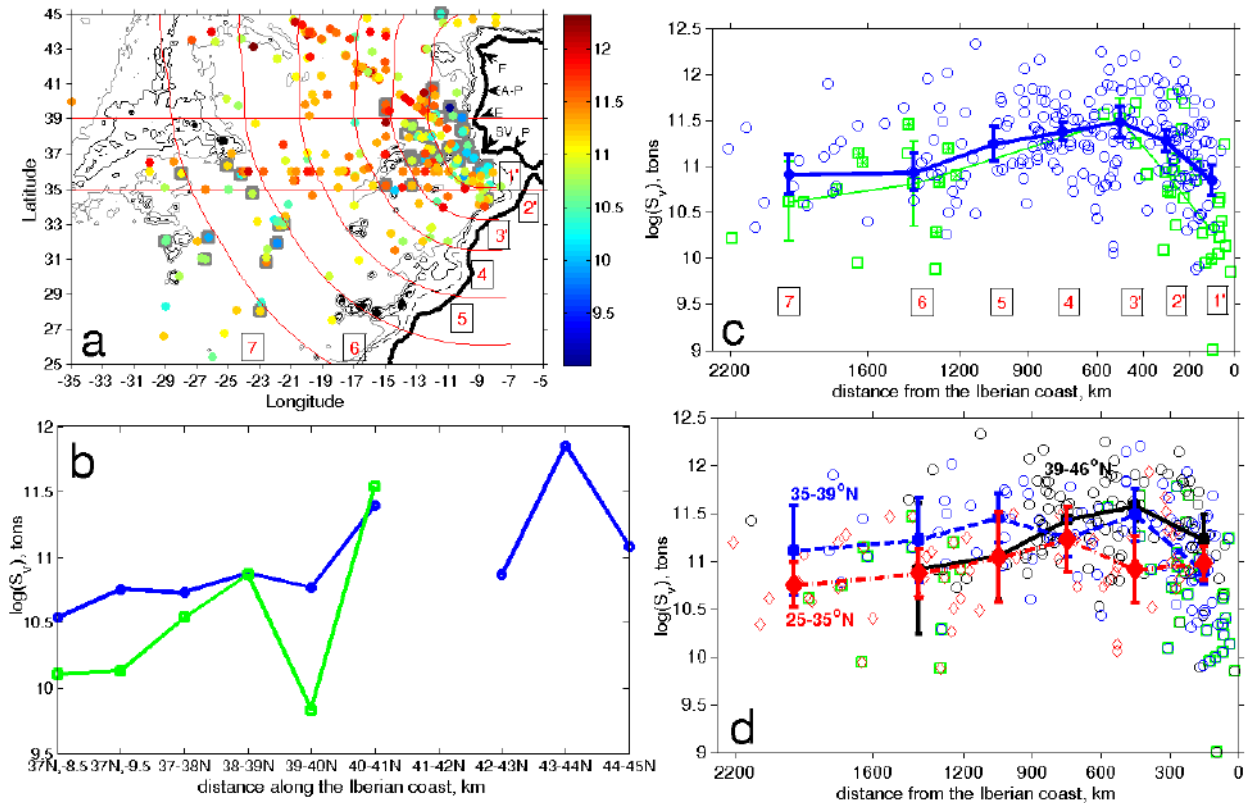 45
43
41
39
37
35
33
31
29
27
25
Latitude
-35 -33 -31 -29 -27 -25 -23 -21 -19 -17 -15 -13 -11 -9 -7 -5
Longitude
a
F
A-P
E
SV
P
1'
2'
3'
4
5
6
7
12
11.5
11
10.5
10
9.5
c
12.5
12
11.5
11
10.5
10
9.5
9
log(Sv), tons
7 6 5 4 3' 2' 1'
2200 1600 1200 900 600 400 200 0
distance from the Iberian coast, km
b
12
11.5
11
10.5
10
9.5
log(Sv), tons
37N,-8.5 37N,-9.5 37-38N 38-39N 39-40N 40-41N 41-42N 42-43N 43-44N 44-45N
distance along the Iberian coast, km
d
12.5
12
11.5
11
10.5
10
9.5
9
log(Sv), tons
39-46°N
35-39°N
25-35°N
2200 1600 1200 900 600 300 0
distance from the Iberian coast, km